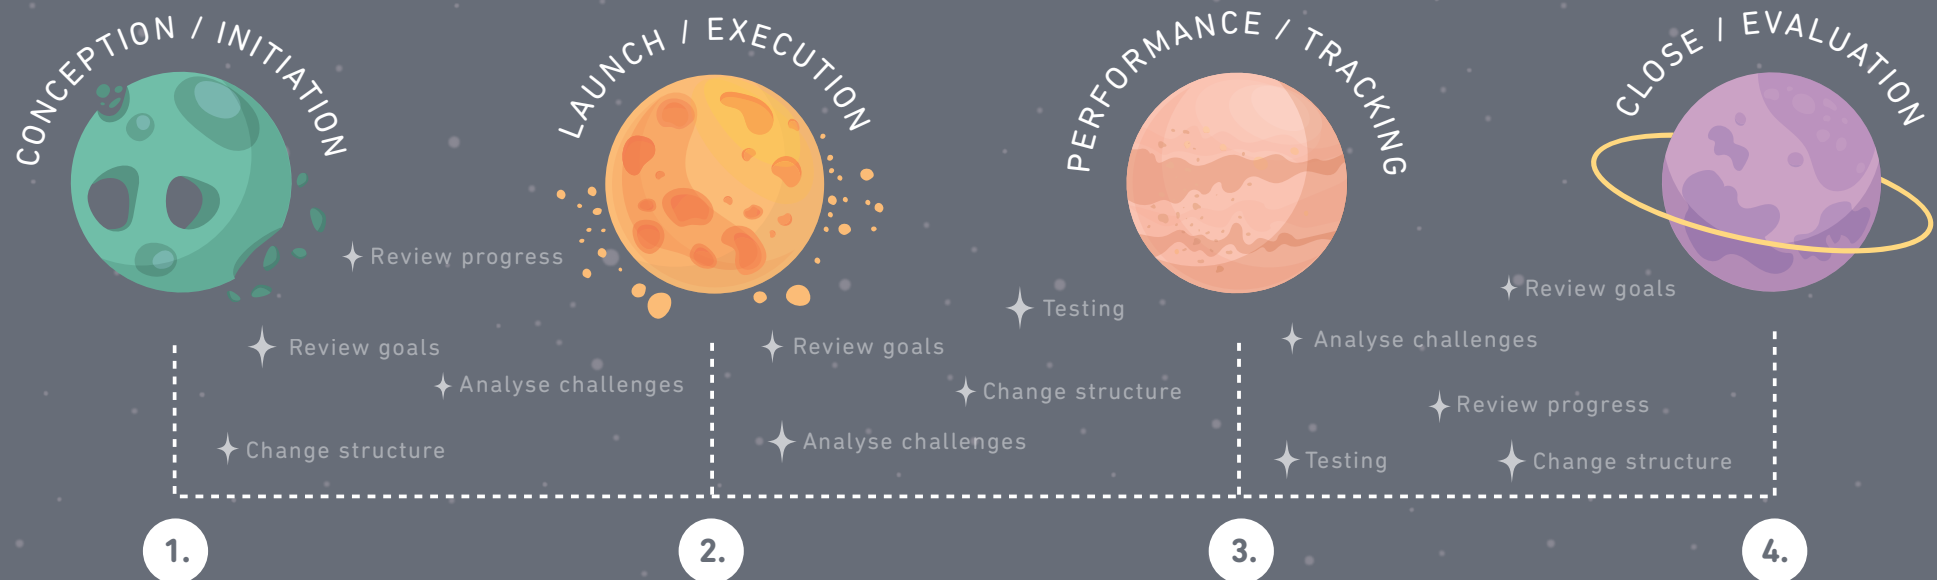 CONCEPTION / INITIATION
LAUNCH / EXECUTION
PERFORMANCE / TRACKING
CLOSE / EVALUATION
Review progress
Review goals
Analyse challenges
Change structure
Testing
Review goals
Change structure
Analyse challenges
Review goals
Analyse challenges
Review progress
Testing
Change structure
1.
2.
3.
4.